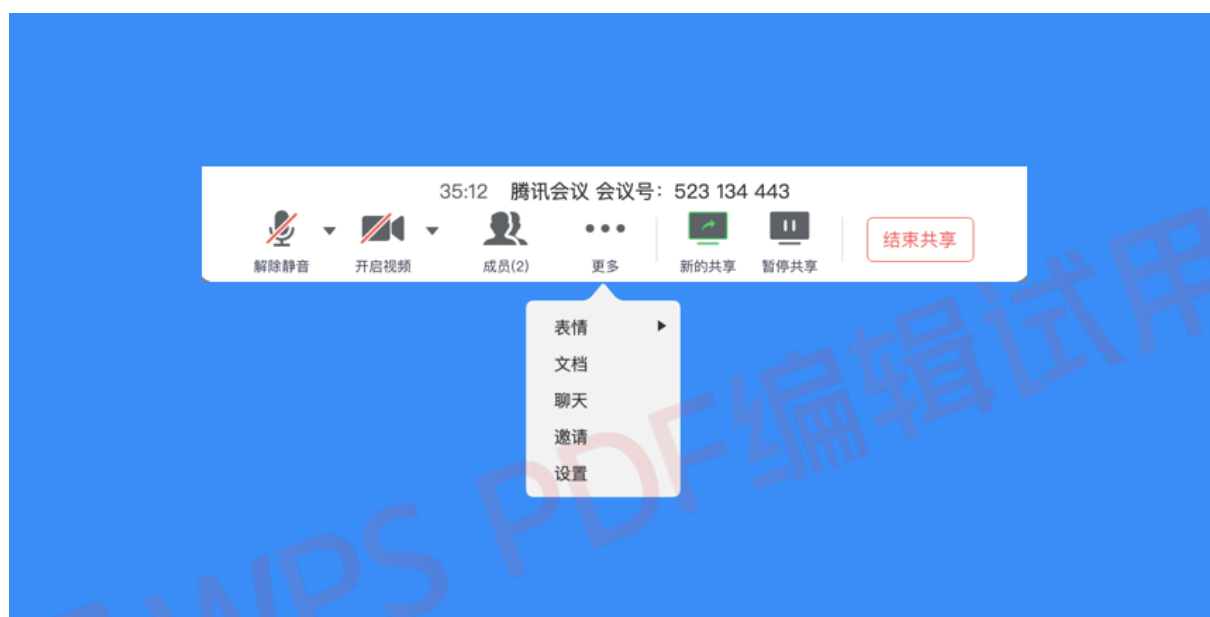 35:12 腾讯会议 会议号：523 134 443
解除静音 开启视频 成员(2) 更多 新的共享 暂停共享 结束共享
表情
文档
聊天
邀请
设置
WPS PDF编辑试用